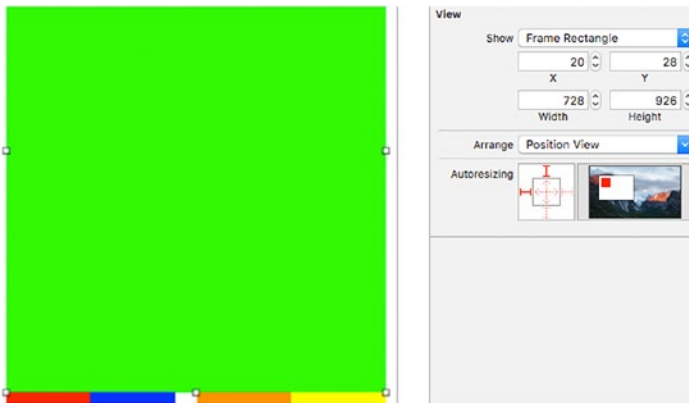 View
Show Frame Rectangle
20 28
X Y
728 926
Width Height
Arrange Position View
Autoresizing